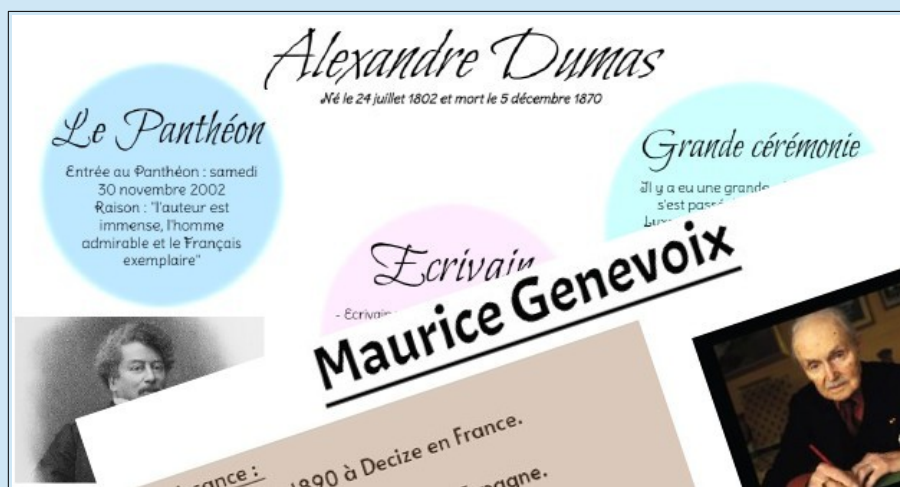 Alexandre Dumas
Né le 24 juillet 1802 et mort le 5 décembre 1870
Le Panthéon
Entrée au Panthéon : samedi
30 novembre 2002
Raison : "l'auteur est
immense, l'homme
admirable et le Français
exemplaire"
Grande cérémonie
Il y a eu une grande
s'est
Ecrivain
- Ecrivain
Maurice Genevoix
1890 à Decize en France.